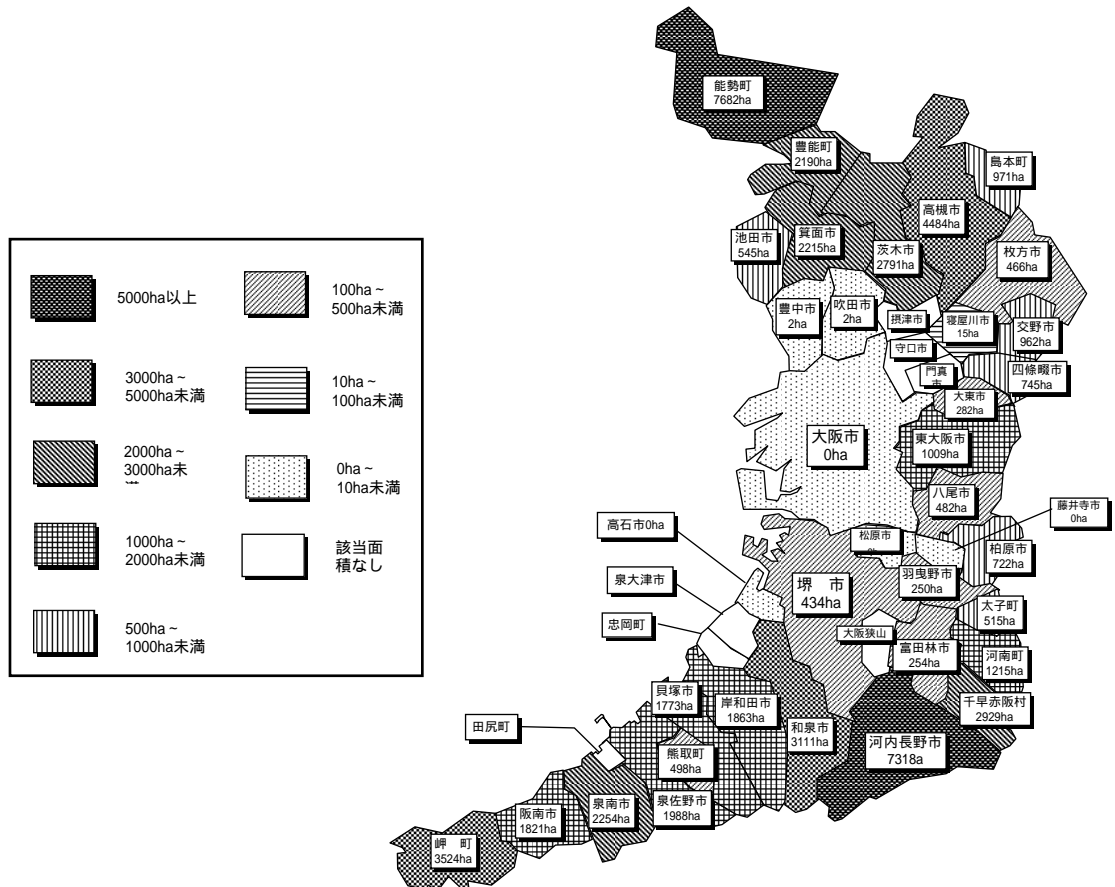 能勢町
7682ha
豊能町
2190ha
島本町
971ha
高槻市
4484ha
池田市
545ha
箕面市
2215ha
茨木市
2791ha
枚方市
466ha
豊中市
2ha
吹田市
2ha
摂津市
寝屋川市
15ha
交野市
962ha
守口市
門真
市
四條畷市
745ha
大東市
282ha
大阪市
0ha
東大阪市
1009ha
八尾市
482ha
藤井寺市
0ha
高石市0ha
松原市
柏原市
722ha
泉大津市
堺 市
434ha
羽曳野市
250ha
太子町
515ha
忠岡町
大阪狭山
富田林市
254ha
河南町
1215ha
貝塚市
1773ha
岸和田市
1863ha
千早赤阪村
2929ha
田尻町
和泉市
3111ha
河内長野市
7318a
熊取町
498ha
泉佐野市
1988ha
泉南市
2254ha
阪南市
1821ha
岬 町
3524ha
5000ha以上
3000ha~
5000ha未満
2000ha~
3000ha未
1000ha~
2000ha未満
500ha~
1000ha未満
100ha~
500ha未満
10ha~
100ha未満
0ha~
10ha未満
該当面
積なし